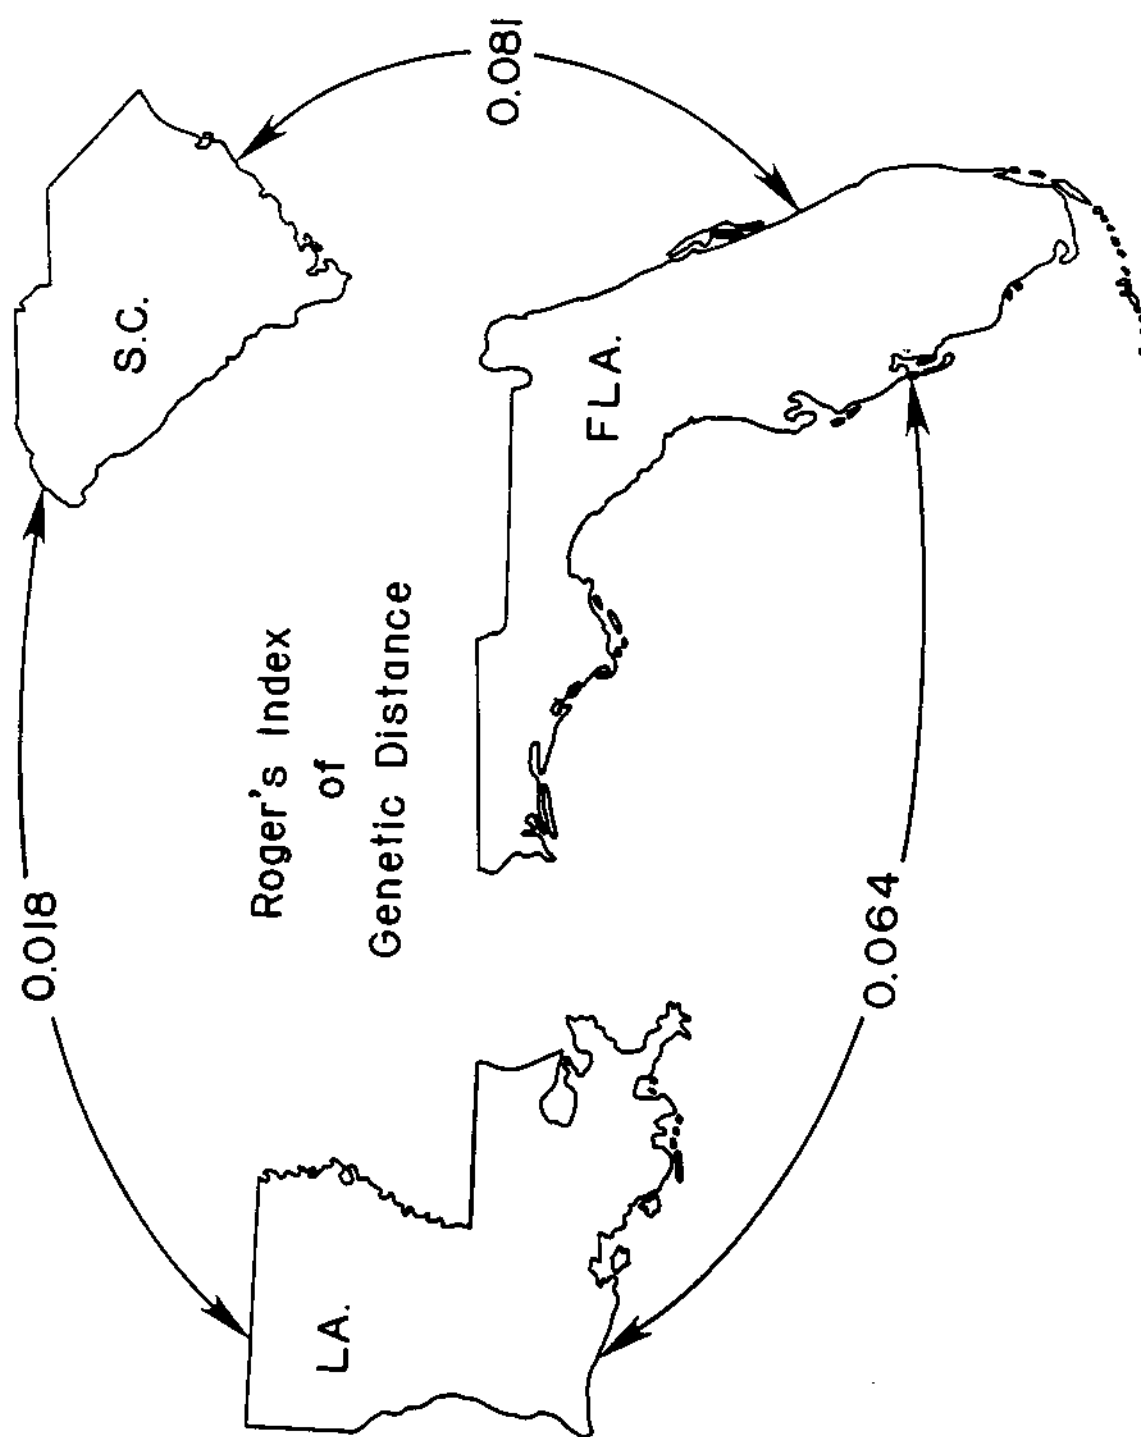 0.018
0.081
S.C.
Roger's Index
of
Genetic Distance
LA.
FLA.
0.064